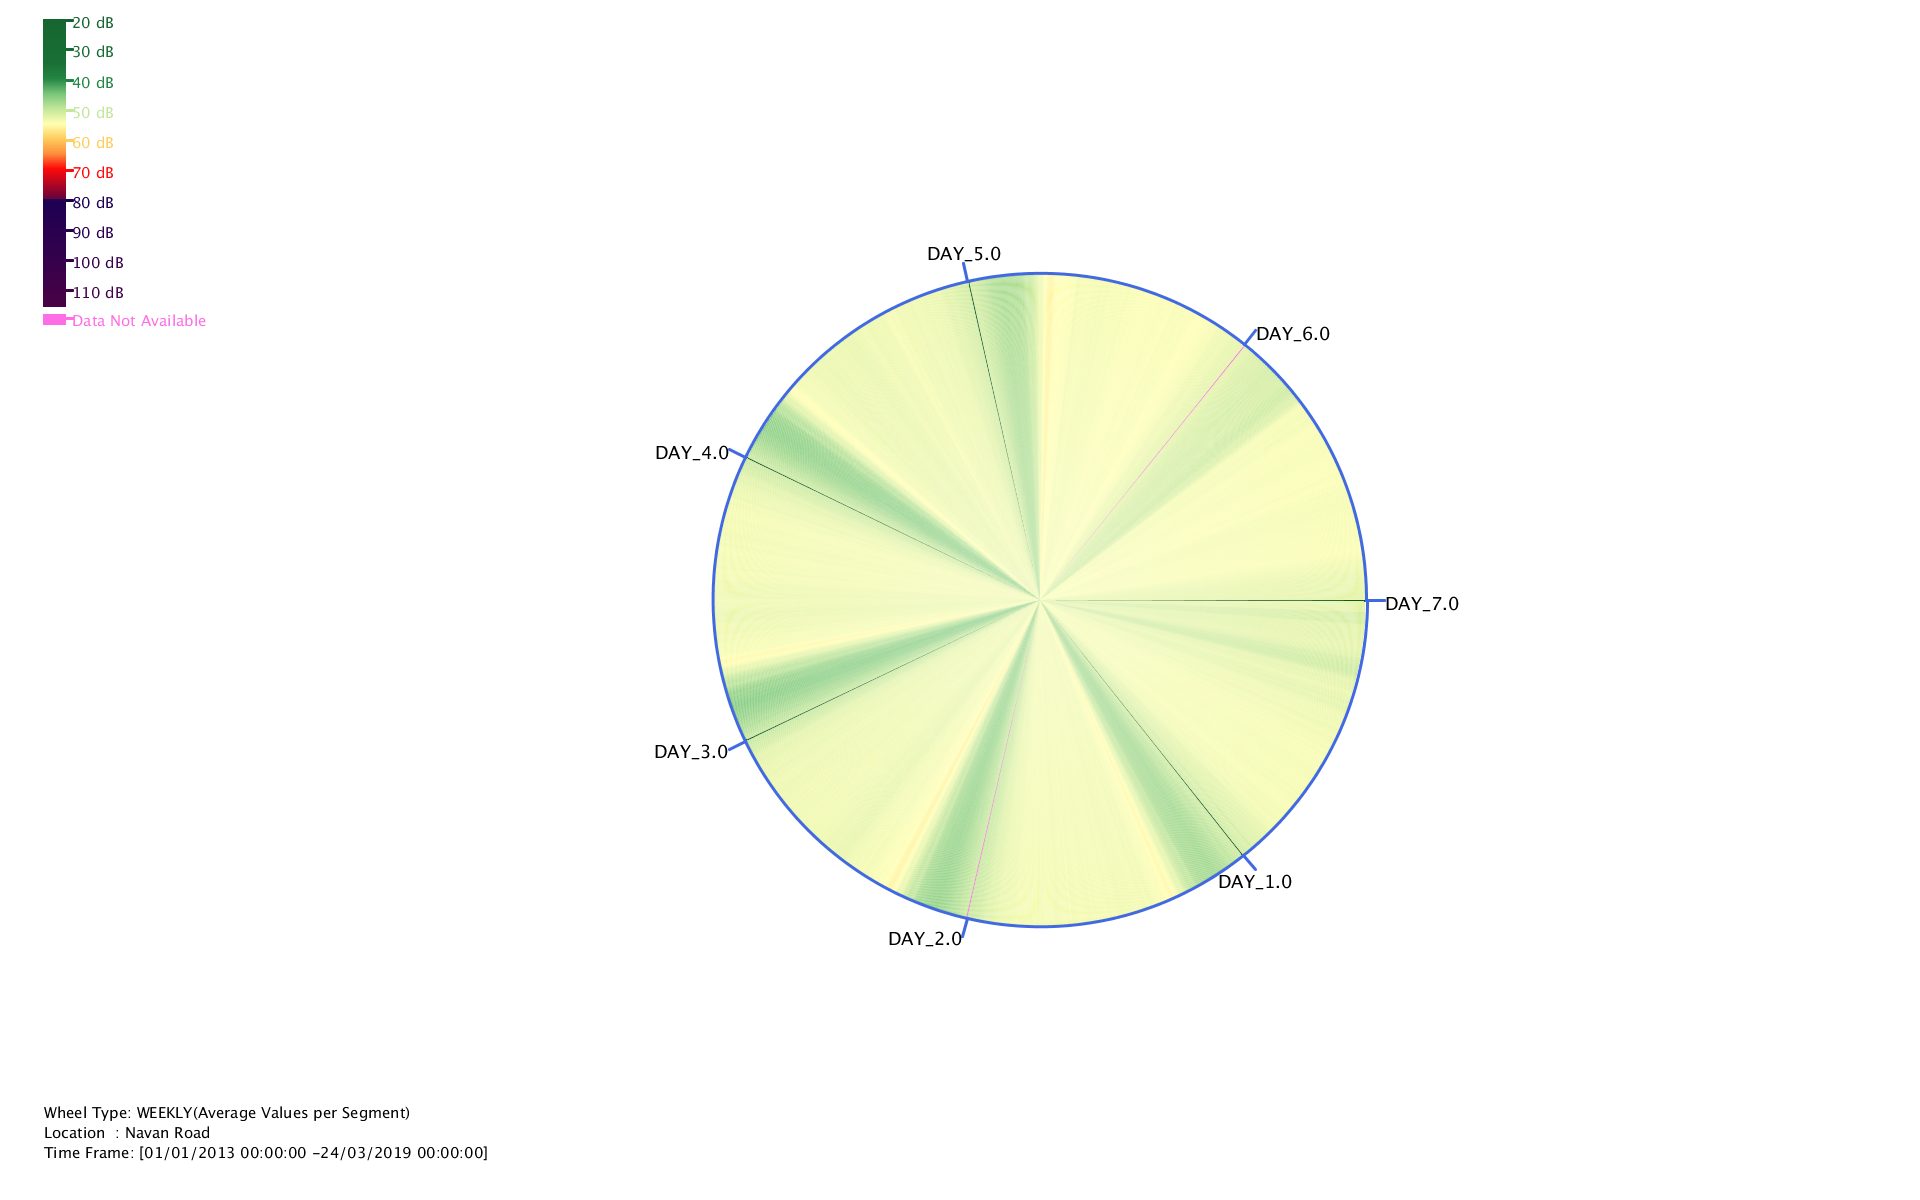 20 dB
30 dB
40 dB
50 dB
60 dB
70 dB
80 dB
90 dB
100 dB
110 dB
Data Not Available
DAY_5.0
DAY_6.0
DAY_4.0
DAY_7.0
DAY_3.0
DAY_1.0
DAY_2.0
Wheel Type: WEEKLY(Average Values per Segment)
Location  : Navan Road
Time Frame: [01/01/2013 00:00:00 -24/03/2019 00:00:00]